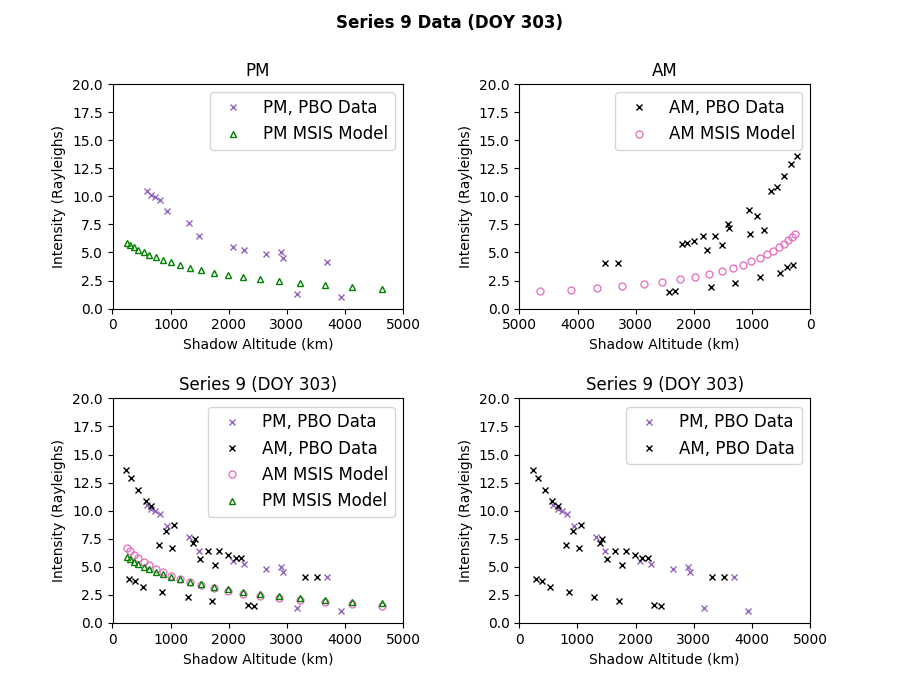 Series 9 Data (DOY 303)
PM
20.0
17.5
15.0
12.5
10.0
7.5
5.0
2.5
0.0
Intensity (Rayleighs)
PM, PBO Data
PM MSIS Model
0 1000 2000 3000 4000 5000
Shadow Altitude (km)
AM
20.0
17.5
15.0
12.5
10.0
7.5
5.0
2.5
0.0
Intensity (Rayleighs)
AM, PBO Data
AM MSIS Model
5000 4000 3000 2000 1000 0
Shadow Altitude (km)
Series 9 (DOY 303)
20.0
17.5
15.0
12.5
10.0
7.5
5.0
2.5
0.0
Intensity (Rayleighs)
PM, PBO Data
AM, PBO Data
AM MSIS Model
PM MSIS Model
0 1000 2000 3000 4000 5000
Shadow Altitude (km)
Series 9 (DOY 303)
20.0
17.5
15.0
12.5
10.0
7.5
5.0
2.5
0.0
Intensity (Rayleighs)
PM, PBO Data
AM, PBO Data
0 1000 2000 3000 4000 5000
Shadow Altitude (km)